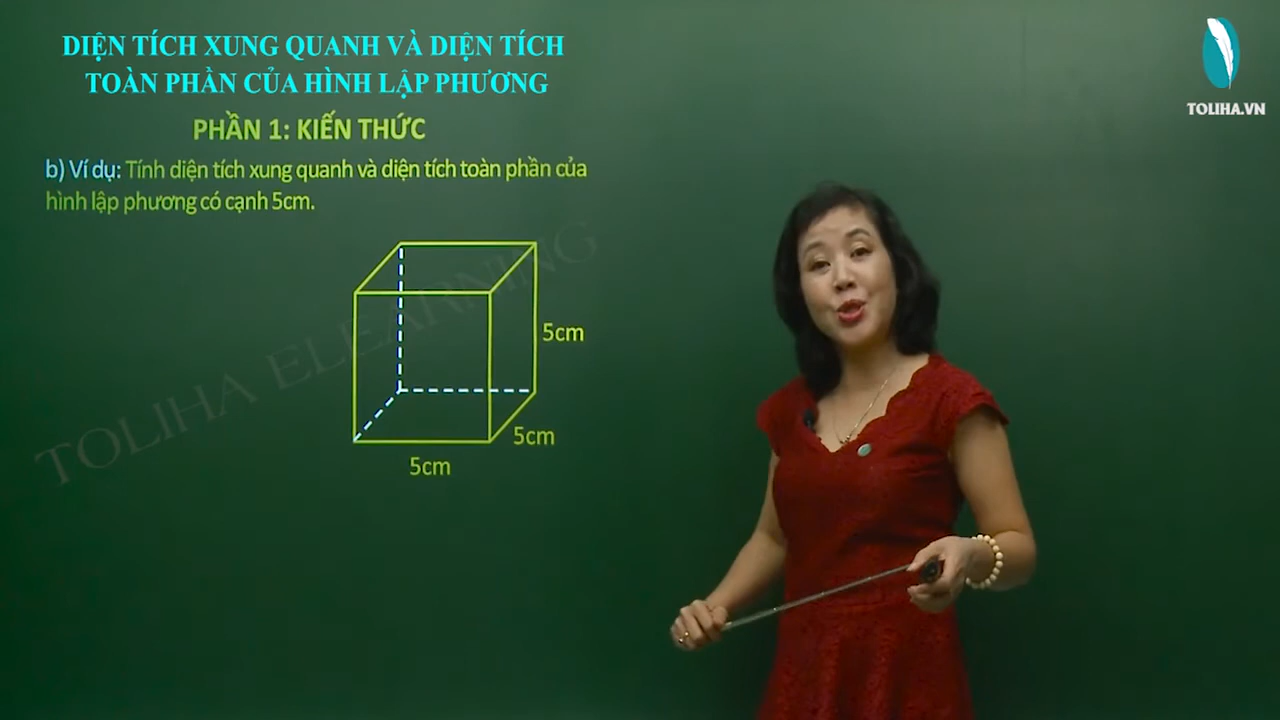 DIỆN TÍCH XUNG QUANH VÀ DIỆN TÍCH
TOÀN PHẦN CỦA HÌNH LẬP PHƯƠNG
PHẦN 1: KIẾN THỨC
b) Ví dụ: Tính diện tích xung quanh và diện tích toàn phần của
hình lập phương có cạnh 5cm.
5cm
5cm
5cm
TOLIHA ELEARNING
TOLIHA.VN